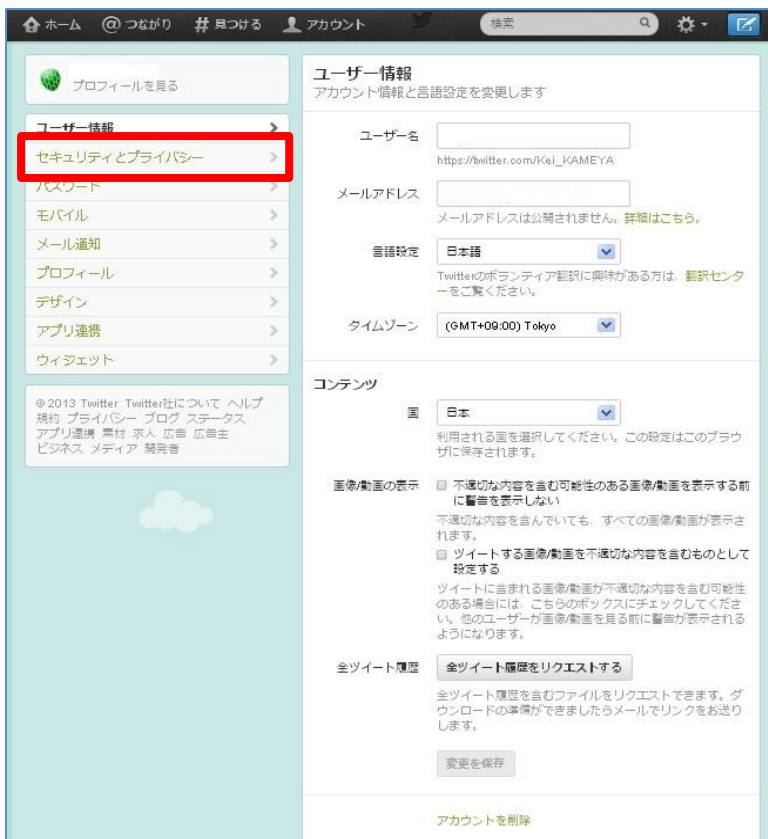 ホーム @ つながり # 見つける アカウント 検索
プロフィールを見る
ユーザー情報
セキュリティとプライバシー
パスワード
モバイル
メール通知
プロフィール
デザイン
アプリ連携
ウィジェット
© 2013 Twitter Twitter社について ヘルプ
規約 プライバシー ブログ ステータス
アプリ連携 素材 求人 広告 広告主
ビジネス メディア 開発者
ユーザー情報
アカウント情報と言語設定を変更します
ユーザー名
https://twitter.com/Kei_KAMEYA
メールアドレス
メールアドレスは公開されません。詳細はこちら。
言語設定 日本語
Twitterのボランティア翻訳に興味がある方は、翻訳センタ
ーをご覧ください。
タイムゾーン (GMT+09:00) Tokyo
コンテンツ
国 日本
利用される国を選択してください。この設定はこのブラウ
ザに保存されます。
画像/動画の表示 不適切な内容を含む可能性のある画像/動画を表示する前
に警告を表示しない
不適切な内容を含んでいても、すべての画像/動画が表示さ
れます。
ツイートする画像/動画を不適切な内容を含むものとして
設定する
ツイートに含まれる画像/動画が不適切な内容を含む可能性
のある場合には、こちらのボックスにチェックしてくださ
い。他のユーザーが画像/動画を見る前に警告が表示される
ようになります。
全ツイート履歴 全ツイート履歴をリクエストする
全ツイート履歴を含むファイルをリクエストできます。ダ
ウンロードの準備ができましたらメールでリンクをお送り
します。
変更を保存
アカウントを削除